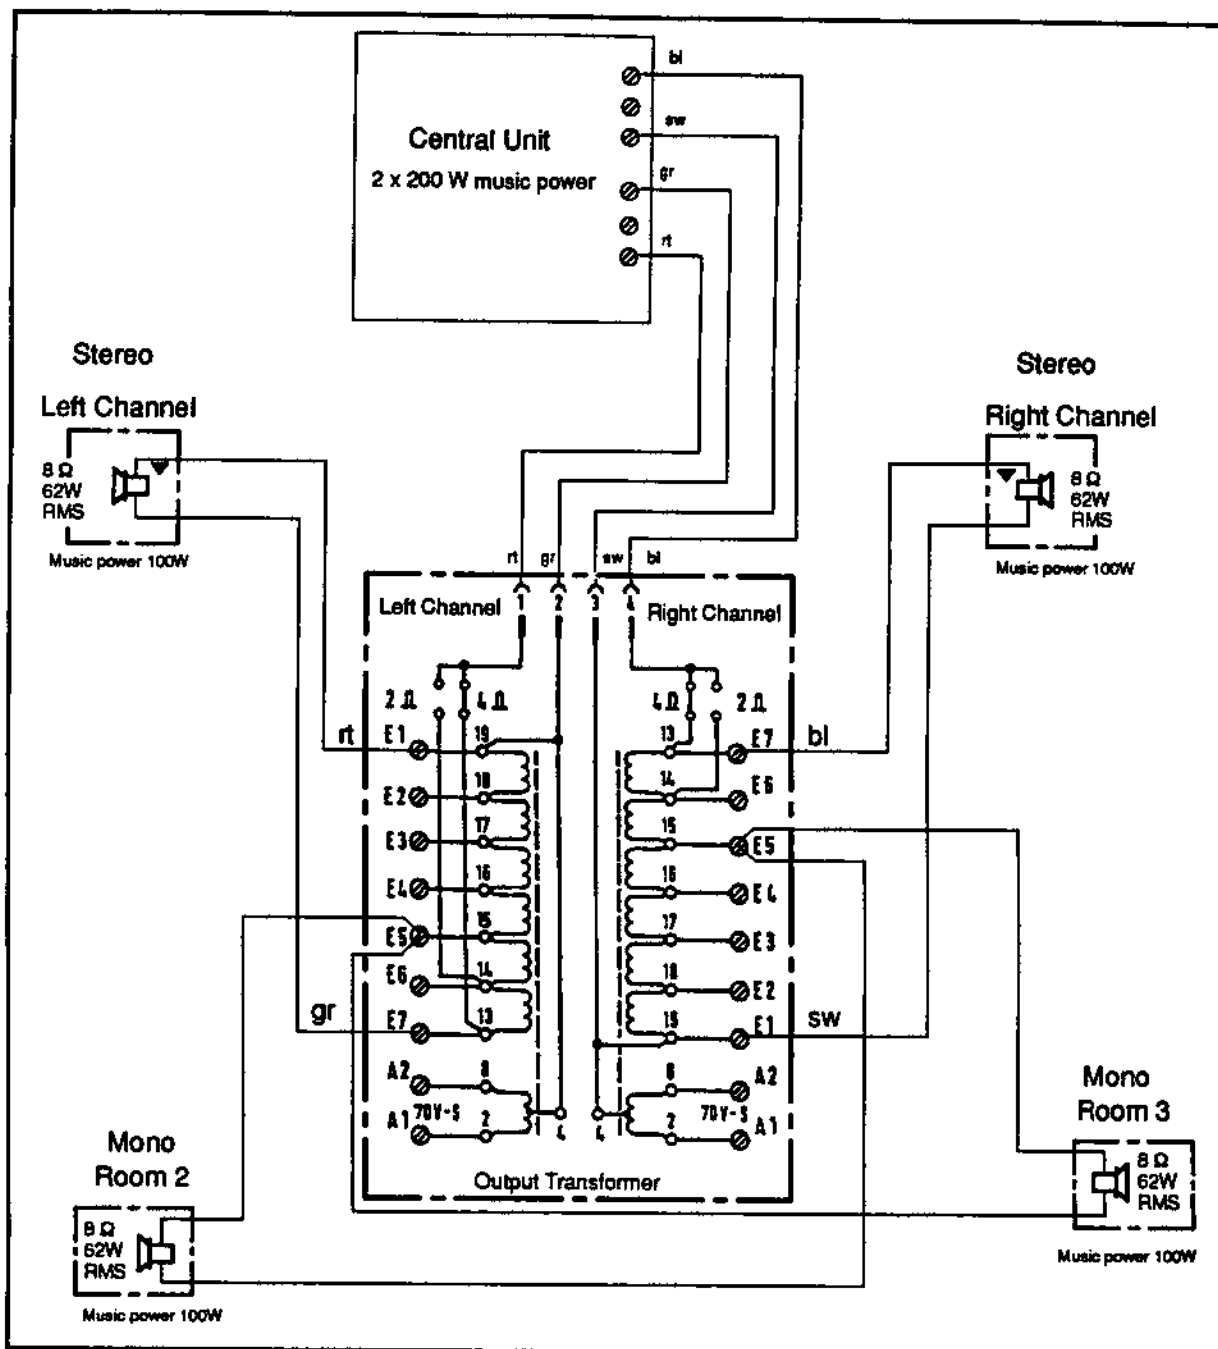 bl
Central Unit
sw
2 x 200 W music power
gr
rt
Stereo
Left Channel
8 Ω
62W
RMS
Music power 100W
Stereo
Right Channel
8 Ω
62W
RMS
Music power 100W
rt gr sw bl
1 2 3 4
Left Channel
Right Channel
2 Ω 4 Ω
4 Ω 2 Ω
rt E1 19
13 E7 bl
E2 18
14 E6
E3 17
15 E5
E4 16
16 E4
E5 15
17 E3
E6 14
18 E2
gr E7 13
19 E1 sw
A2 8
8 A2
A1 70V-S 2 4
4 2 70V-S A1
Output Transformer
Mono
Room 2
8 Ω
62W
RMS
Music power 100W
Mono
Room 3
8 Ω
62W
RMS
Music power 100W